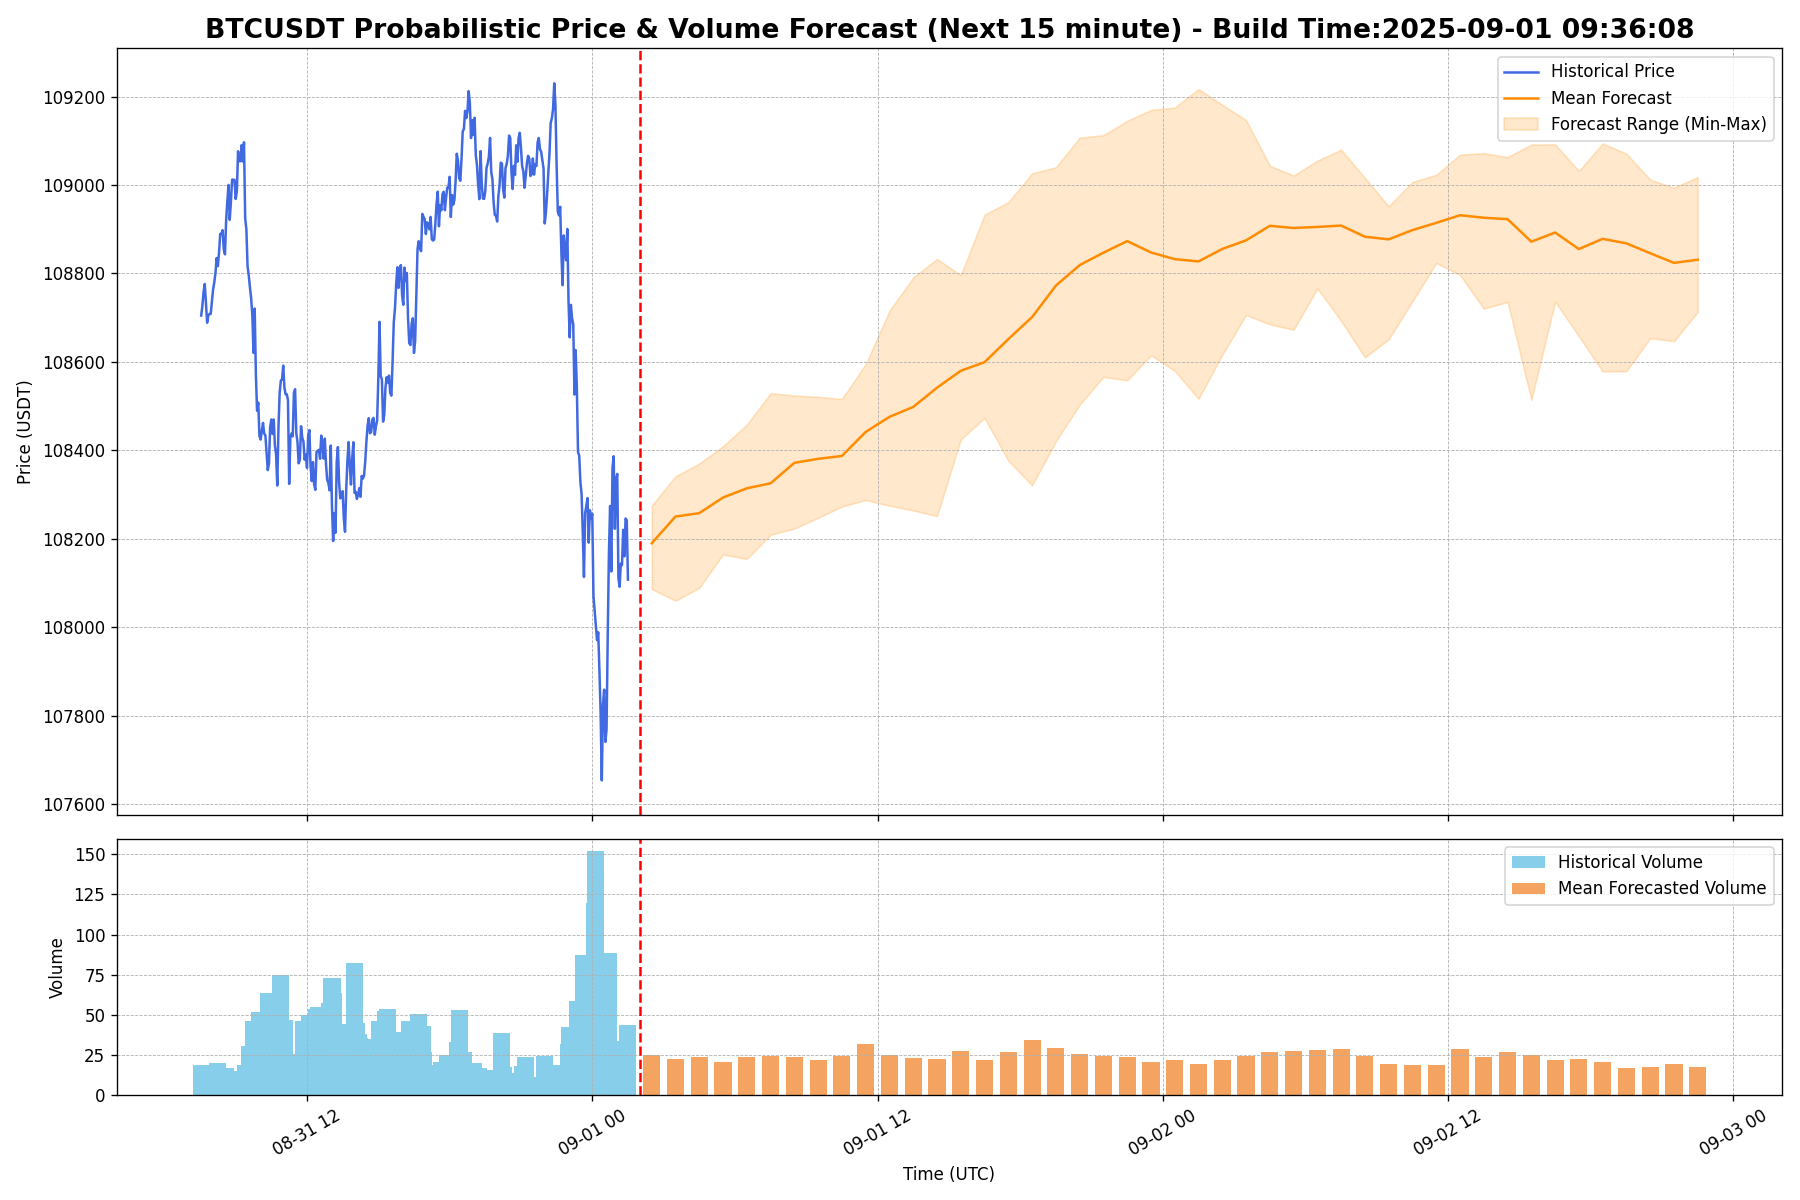 BTCUSDT Probabilistic Price & Volume Forecast (Next 15 minute) - Build Time:2025-09-01 09:36:08
Historical Price
Mean Forecast
Forecast Range (Min-Max)
Price (USDT)
109200
109000
108800
108600
108400
108200
108000
107800
107600
Historical Volume
Mean Forecasted Volume
Volume
150
125
100
75
50
25
0
08-31 12
09-01 00
09-01 12
09-02 00
09-02 12
09-03 00
Time (UTC)